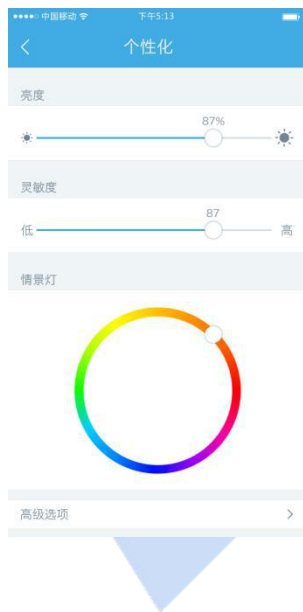 中国移动 下午5:13
个性化
亮度
87%
灵敏度
87
低 高
情景灯
高级选项